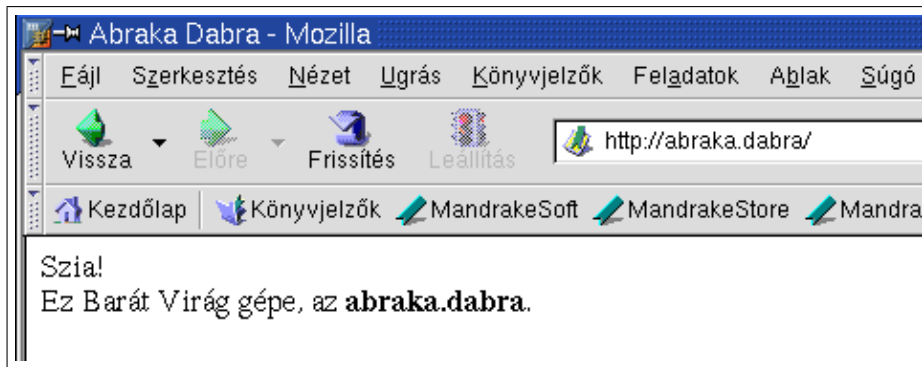 Abraka Dabra - Mozilla
Fájl Szerkesztés Nézet Ugrás Könyvjelzők Feladatok Ablak Súgó
Vissza Előre Frissítés Leállítás http://abraka.dabra/
Kezdőlap Könyvjelzők MandrakeSoft MandrakeStore Mandra
Szia!
Ez Barát Virág gépe, az abraka.dabra.